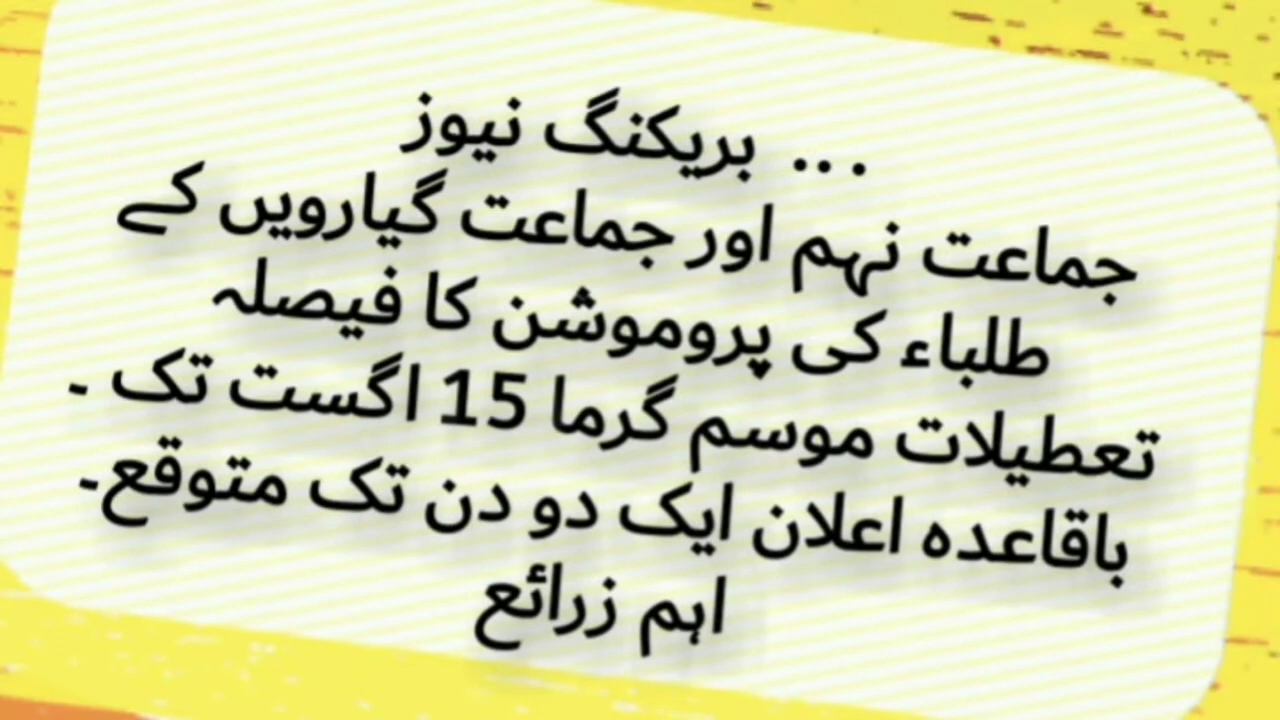 بریکنگ نیوز ...
جماعت نہم اور جماعت گیارویں کے
طلباء کی پروموشن کا فیصلہ
تعطیلات موسم گرما 15 اگست تک ۔
باقاعدہ اعلان ایک دو دن تک متوقع۔
اہم زرائع